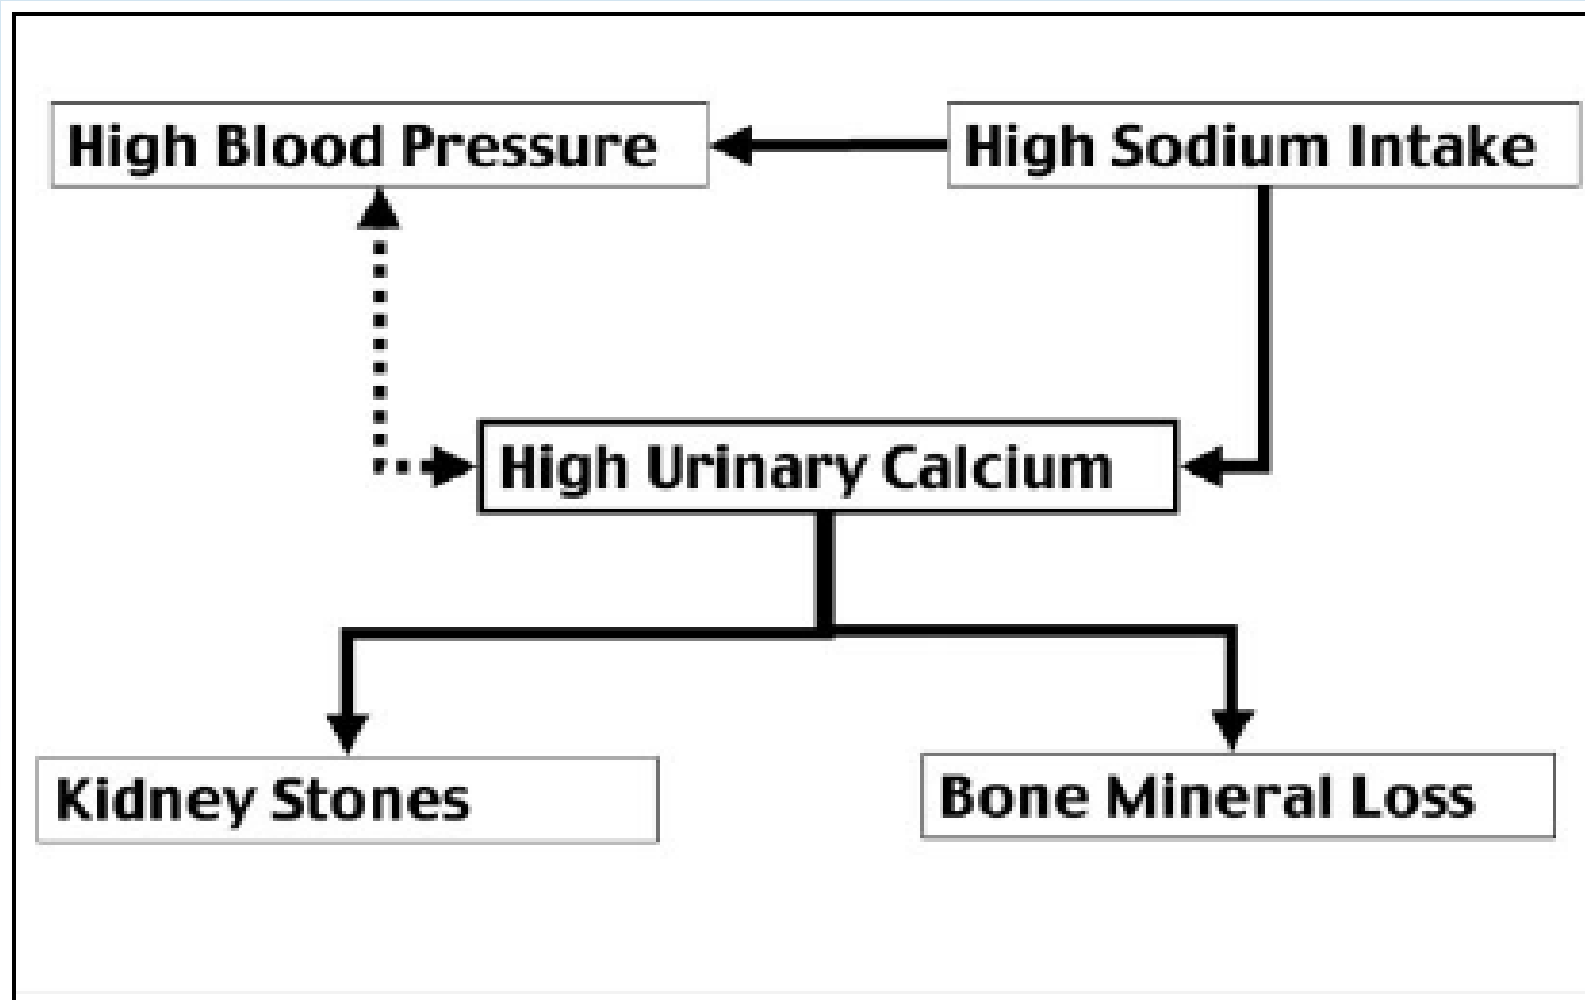 High Blood Pressure
High Sodium Intake
High Urinary Calcium
Kidney Stones
Bone Mineral Loss